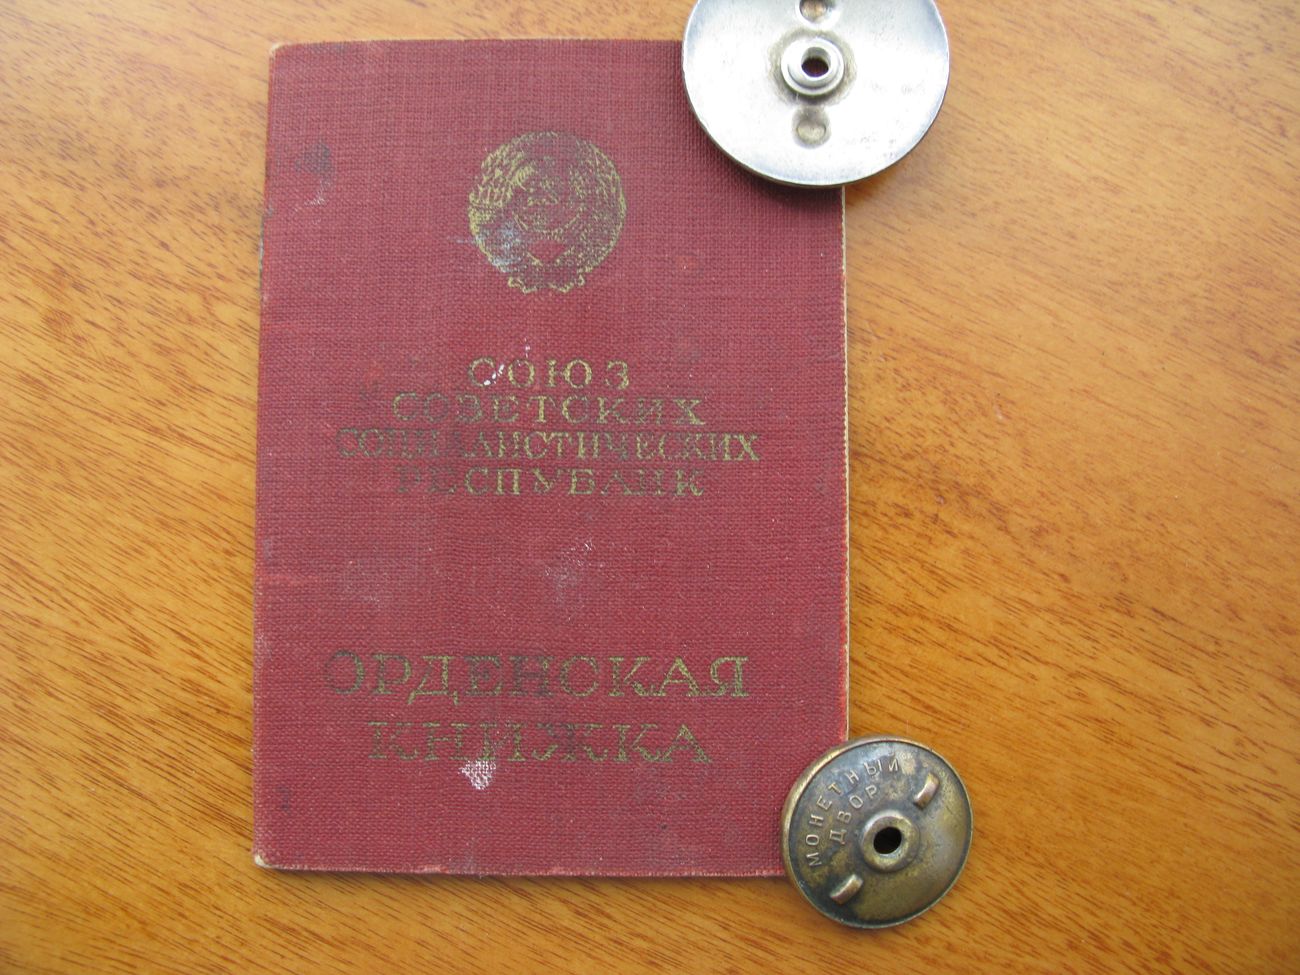 СОЮЗ
СОВЕТСКИХ
СОЦИАЛИСТИЧЕСКИХ
РЕСПУБЛИК
ОРДЕНСКАЯ
КНИЖКА
МОНЕТНЫЙ
ДВОР